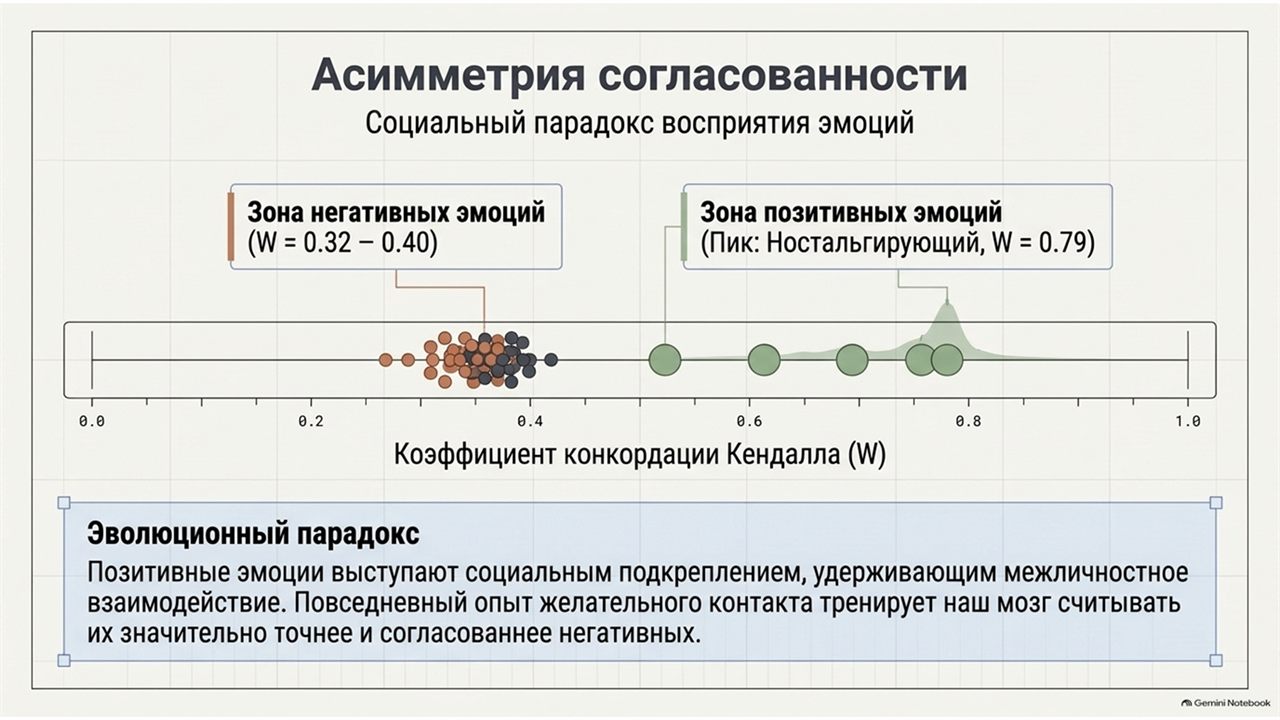 Асимметрия согласованности
Социальный парадокс восприятия эмоций
Зона негативных эмоций
(W = 0.32 – 0.40)
Зона позитивных эмоций
(Пик: Ностальгирующий, W = 0.79)
0.0 0.2 0.4 0.6 0.8 1.0
Коэффициент конкордации Кендалла (W)
Эволюционный парадокс
Позитивные эмоции выступают социальным подкреплением, удерживающим межличностное
взаимодействие. Повседневный опыт желательного контакта тренирует наш мозг считывать
их значительно точнее и согласованнее негативных.
Gemini Notebook